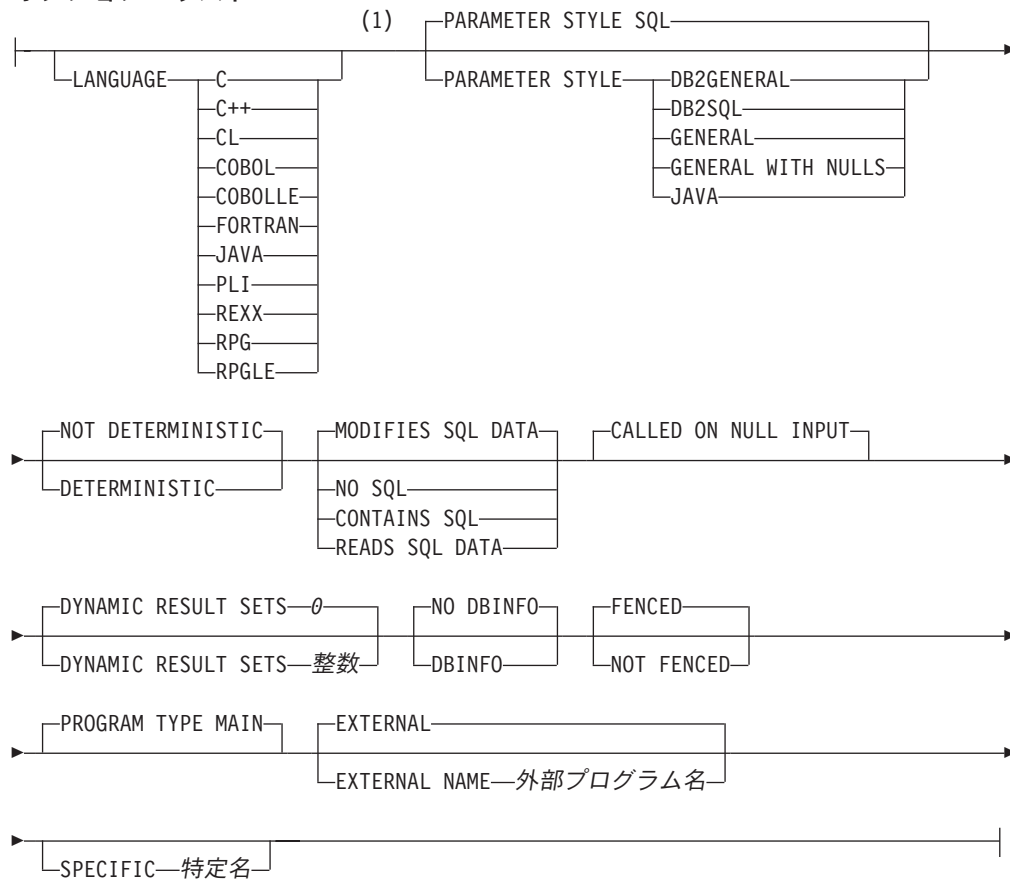 (1) PARAMETER STYLE SQL
LANGUAGE C PARAMETER STYLE DB2GENERAL
C++ DB2SQL
CL GENERAL
COBOL GENERAL WITH NULLS
COBOLLE JAVA
FORTRAN
JAVA
PLI
REXX
RPG
RPGLE
NOT DETERMINISTIC MODIFIES SQL DATA CALLED ON NULL INPUT
DETERMINISTIC NO SQL
CONTAINS SQL
READS SQL DATA
DYNAMIC RESULT SETS 0 NO DBINFO FENCED
DYNAMIC RESULT SETS 整数 DBINFO NOT FENCED
PROGRAM TYPE MAIN EXTERNAL
EXTERNAL NAME 外部プログラム名
SPECIFIC 特定名